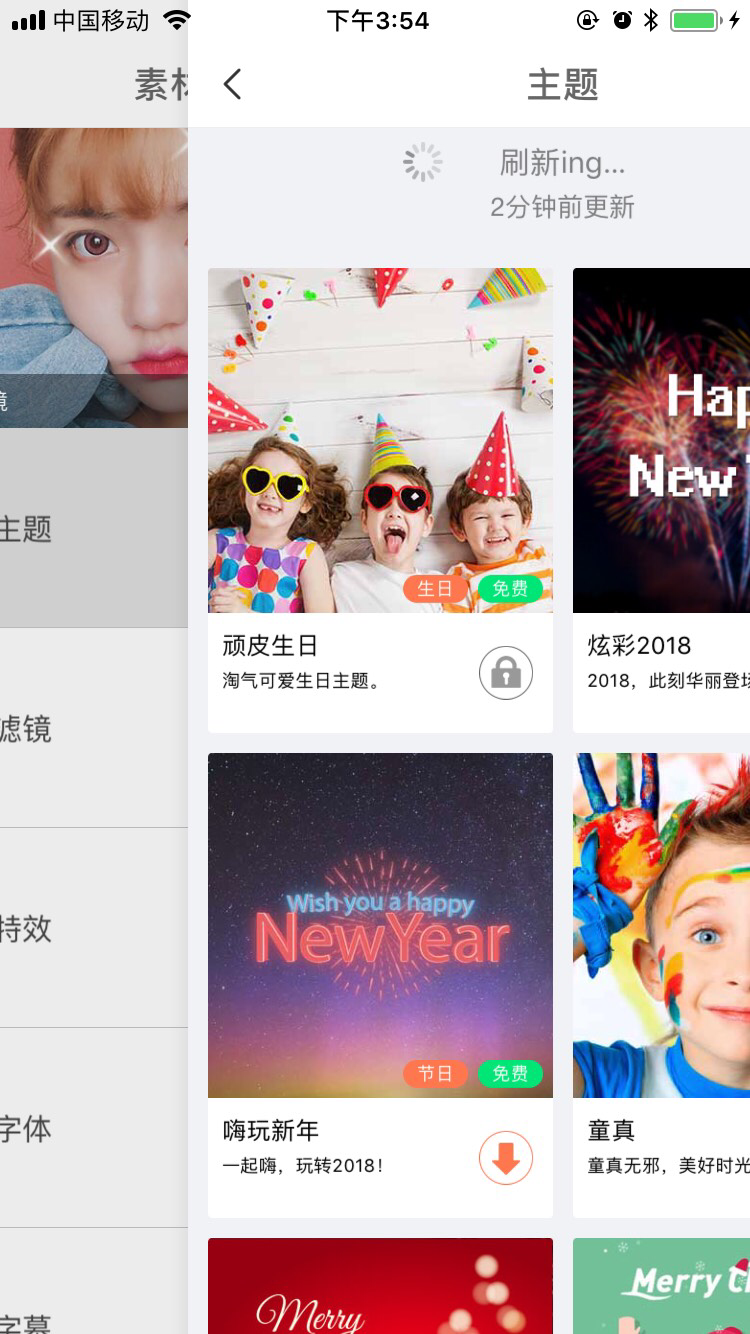 中国移动
下午3:54
素材
主题
刷新ing...
2分钟前更新
镜
主题
滤镜
特效
字体
字幕
生日
免费
顽皮生日
淘气可爱生日主题。
Hap
New
炫彩2018
2018，此刻华丽登场
Wish you a happy
New Year
节日
免费
嗨玩新年
一起嗨，玩转2018！
童真
童真无邪，美好时光
Merry
Merry Ch